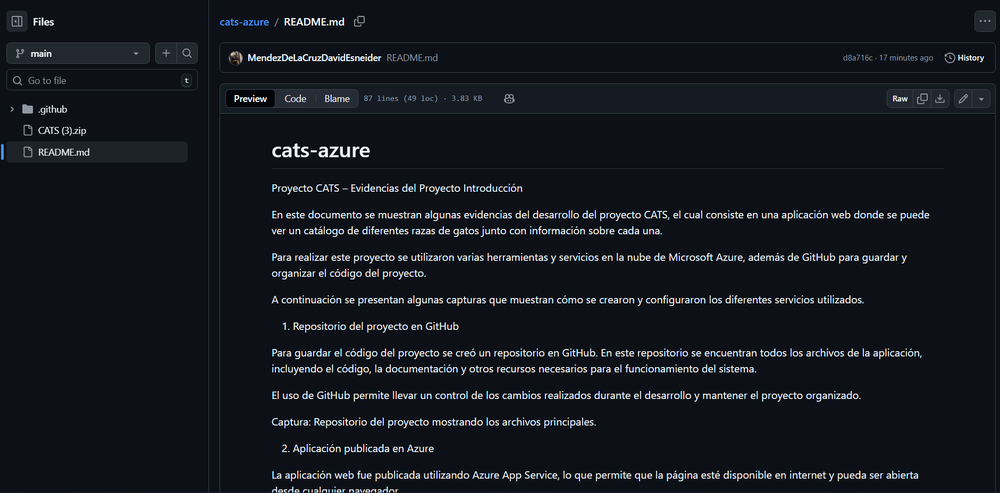 Files
cats-azure / README.md
main
MendezDeLaCruzDavidEsneider README.md
d8a716c · 17 minutes ago
History
Go to file
t
Preview
Code
Blame
87 lines (49 loc) · 3.83 KB
Raw
.github
CATS (3).zip
README.md
cats-azure
Proyecto CATS – Evidencias del Proyecto Introducción
En este documento se muestran algunas evidencias del desarrollo del proyecto CATS, el cual consiste en una aplicación web donde se puede
ver un catálogo de diferentes razas de gatos junto con información sobre cada una.
Para realizar este proyecto se utilizaron varias herramientas y servicios en la nube de Microsoft Azure, además de GitHub para guardar y
organizar el código del proyecto.
A continuación se presentan algunas capturas que muestran cómo se crearon y configuraron los diferentes servicios utilizados.
1. Repositorio del proyecto en GitHub
Para guardar el código del proyecto se creó un repositorio en GitHub. En este repositorio se encuentran todos los archivos de la aplicación,
incluyendo el código, la documentación y otros recursos necesarios para el funcionamiento del sistema.
El uso de GitHub permite llevar un control de los cambios realizados durante el desarrollo y mantener el proyecto organizado.
Captura: Repositorio del proyecto mostrando los archivos principales.
2. Aplicación publicada en Azure
La aplicación web fue publicada utilizando Azure App Service, lo que permite que la página esté disponible en internet y pueda ser abierta
desde cualquier navegador